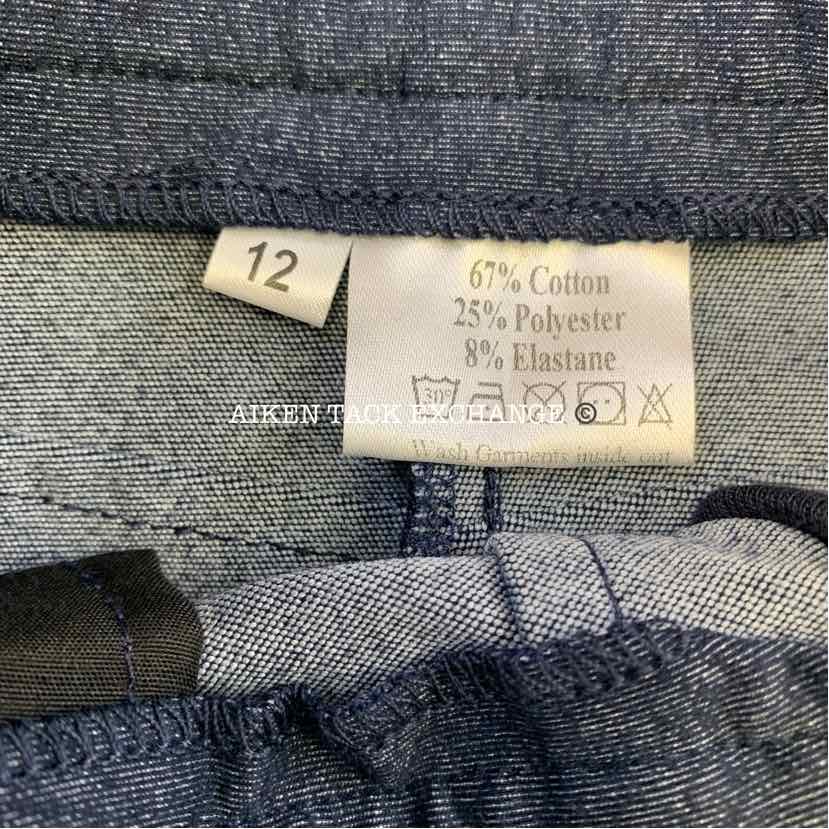 12
67% Cotton
25% Polyester
8% Elastane
30°
AIKEN TACK EXCHANGE ©
Wash Garments inside out